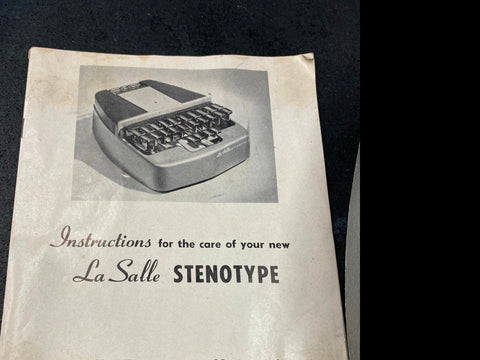 Instructions for the care of your new
La Salle STENOTYPE